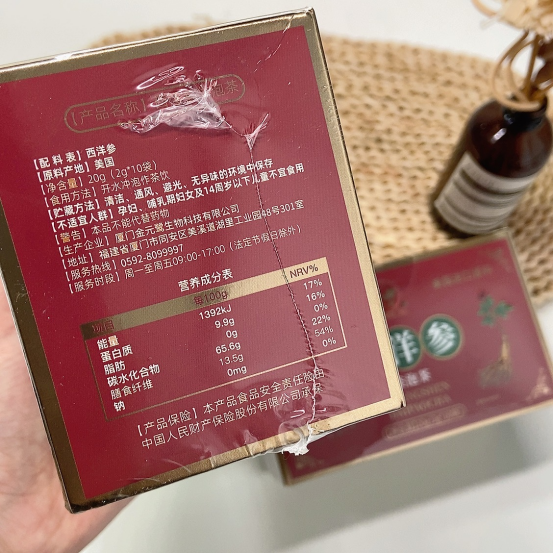 【产品名称】
茶
【配料表】西洋参
【原料产地】美国
【净含量】20g（2g*10袋）
【食用方法】开水冲泡作茶饮
【贮藏方法】清洁、通风、避光、无异味的环境中保存
【不适宜人群】孕妇、哺乳期妇女及14周岁以下儿童不宜食用
【警告】本品不能代替药物
【生产企业】厦门金元鹭生物科技有限公司
【地址】福建省厦门市同安区美溪道湖里工业园48号301室
【服务热线】0592-8099997
【服务时段】周一至周五09:00-17:00（法定节假日除外）
营养成分表
项目 每100g NRV%
能量 1392kJ 17%
蛋白质 9.9g 16%
脂肪 0g 0%
碳水化合物 65.6g 22%
膳食纤维 13.5g 54%
钠 0mg 0%
【产品保险】本产品食品安全责任险由
中国人民财产保险股份有限公司承保
洋参
泡茶